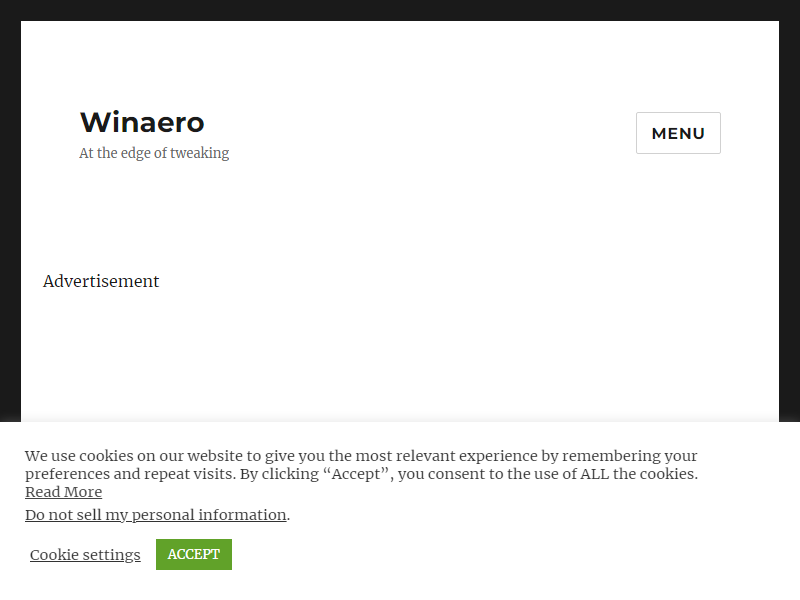 Winaero
At the edge of tweaking
MENU
Advertisement
We use cookies on our website to give you the most relevant experience by remembering your
preferences and repeat visits. By clicking “Accept”, you consent to the use of ALL the cookies.
Read More
Do not sell my personal information.
Cookie settings ACCEPT